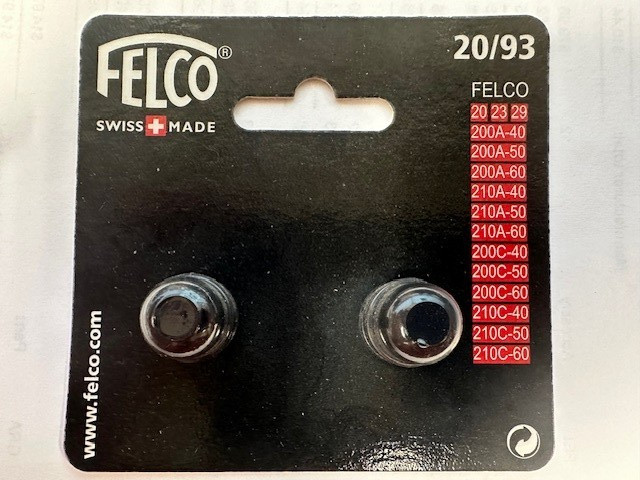 FELCO®
SWISS MADE
20/93
FELCO
20 23 29
200A-40
200A-50
200A-60
210A-40
210A-50
210A-60
200C-40
200C-50
200C-60
210C-40
210C-50
210C-60
www.felco.com